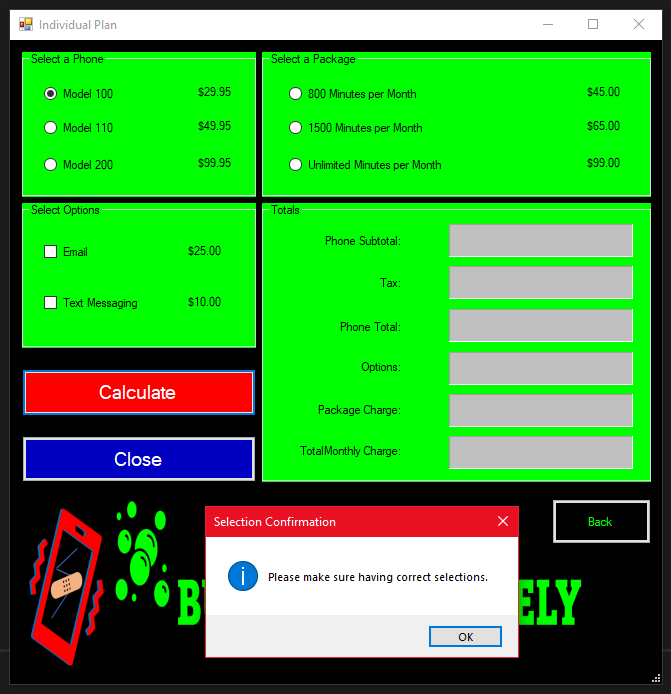 Individual Plan
Select a Phone
Model 100 $29.95
Model 110 $49.95
Model 200 $99.95
Select a Package
800 Minutes per Month $45.00
1500 Minutes per Month $65.00
Unlimited Minutes per Month $99.00
Select Options
Email $25.00
Text Messaging $10.00
Totals
Phone Subtotal:
Tax:
Phone Total:
Options:
Package Charge:
TotalMonthly Charge:
Calculate
Close
Back
Selection Confirmation
Please make sure having correct selections.
OK
ELY